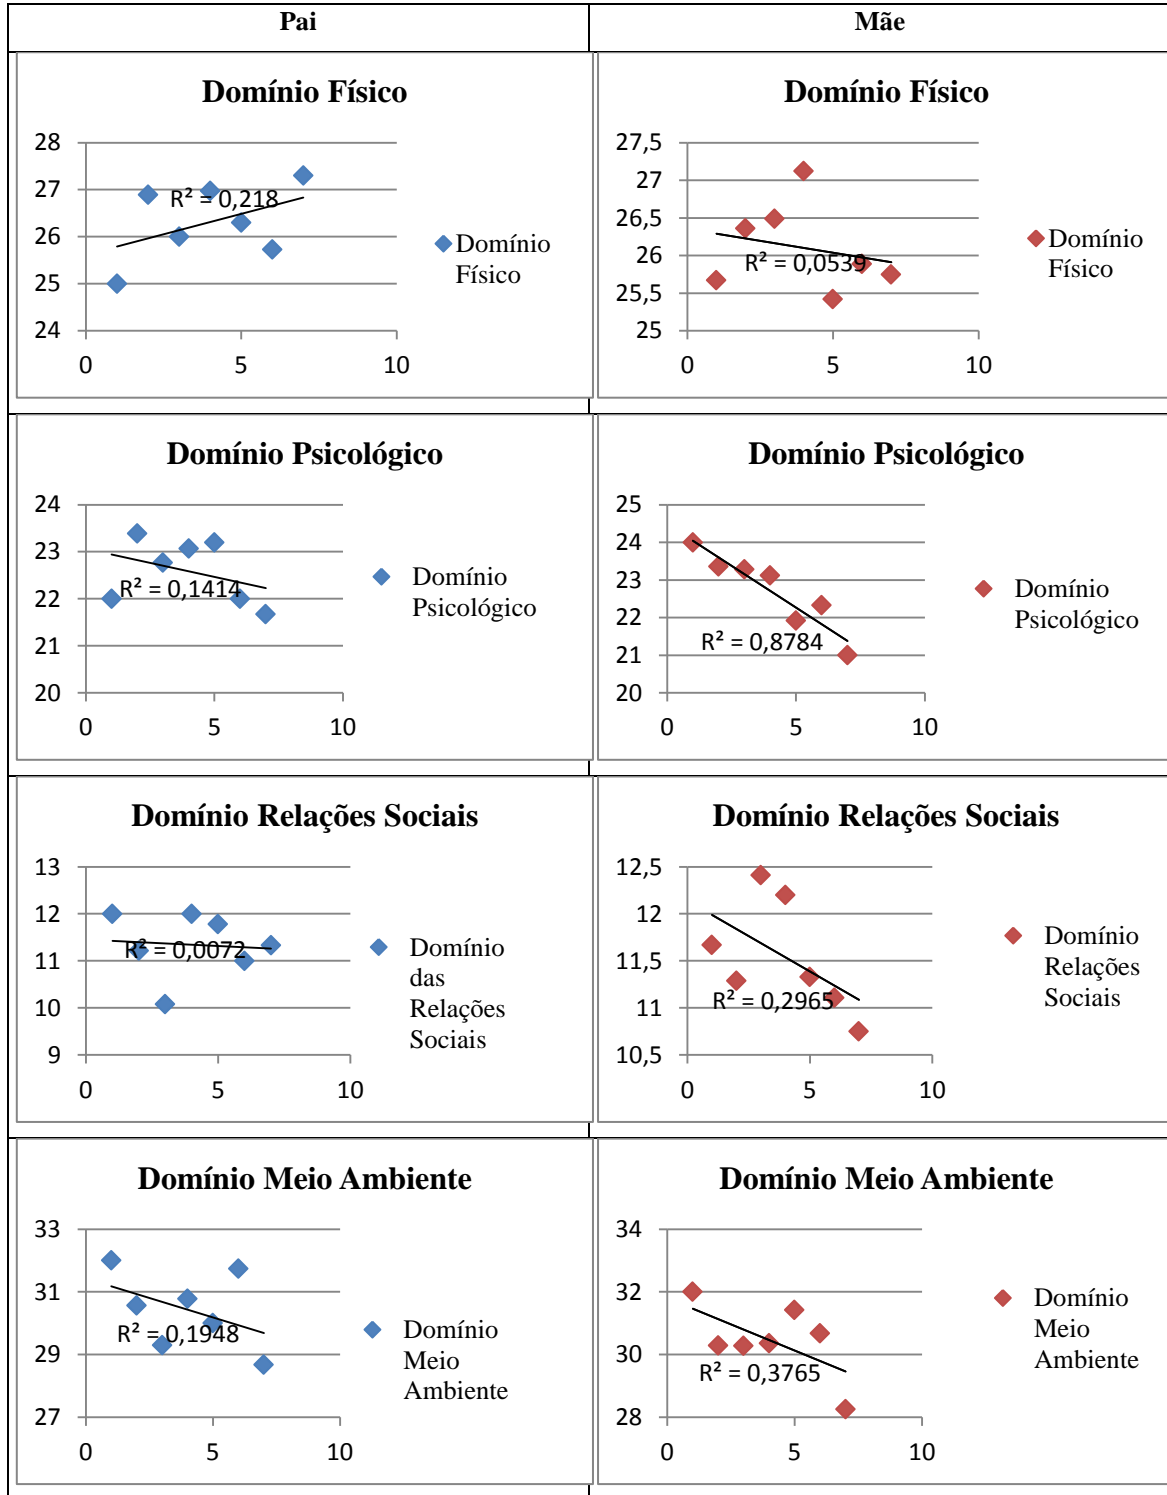 Pai
Mãe
Domínio Físico
28
27
26
25
24
0
5
10
R² = 0,218
Domínio
Físico
Domínio Físico
27,5
27
26,5
26
25,5
25
0
5
10
R² = 0,0539
Domínio
Físico
Domínio Psicológico
24
23
22
21
20
0
5
10
R² = 0,1414
Domínio
Psicológico
Domínio Psicológico
25
24
23
22
21
20
0
5
10
R² = 0,8784
Domínio
Psicológico
Domínio Relações Sociais
13
12
11
10
9
0
5
10
R² = 0,0072
Domínio
das
Relações
Sociais
Domínio Relações Sociais
12,5
12
11,5
11
10,5
0
5
10
R² = 0,2965
Domínio
Relações
Sociais
Domínio Meio Ambiente
33
31
29
27
0
5
10
R² = 0,1948
Domínio
Meio
Ambiente
Domínio Meio Ambiente
34
32
30
28
0
5
10
R² = 0,3765
Domínio
Meio
Ambiente